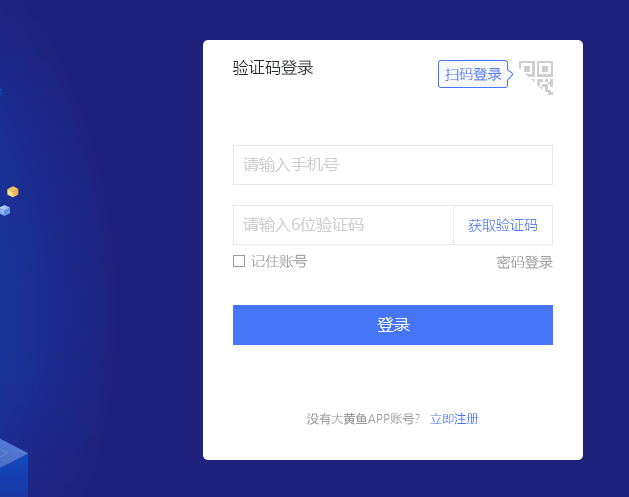 验证码登录
扫码登录
请输入手机号
请输入6位验证码
获取验证码
记住账号
密码登录
登录
没有大黄鱼APP账号? 立即注册